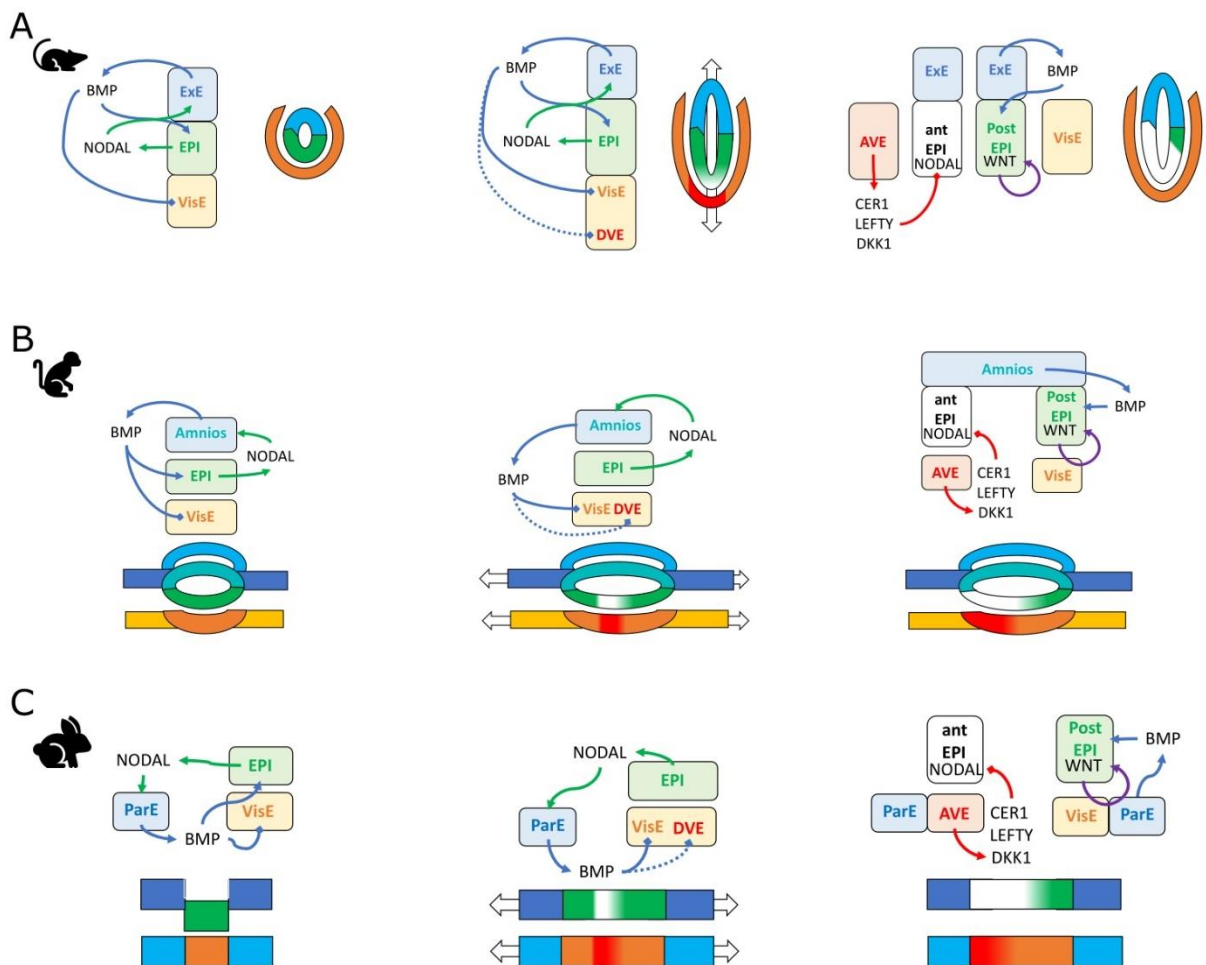 A
BMP
ExE
NODAL
EPI
VisE
BMP
ExE
NODAL
EPI
VisE
DVE
ExE
ExE
BMP
AVE
ant
EPI
NODAL
Post
EPI
WNT
VisE
CER1
LEFTY
DKK1
B
BMP
Amnios
NODAL
EPI
VisE
Amnios
NODAL
EPI
BMP
VisE DVE
Amnios
ant
EPI
NODAL
Post
EPI
WNT
BMP
AVE
CER1
LEFTY
DKK1
VisE
C
NODAL
EPI
ParE
VisE
BMP
NODAL
EPI
ParE
VisE DVE
BMP
ant
EPI
NODAL
Post
EPI
WNT
BMP
ParE
AVE
CER1
LEFTY
DKK1
VisE
ParE